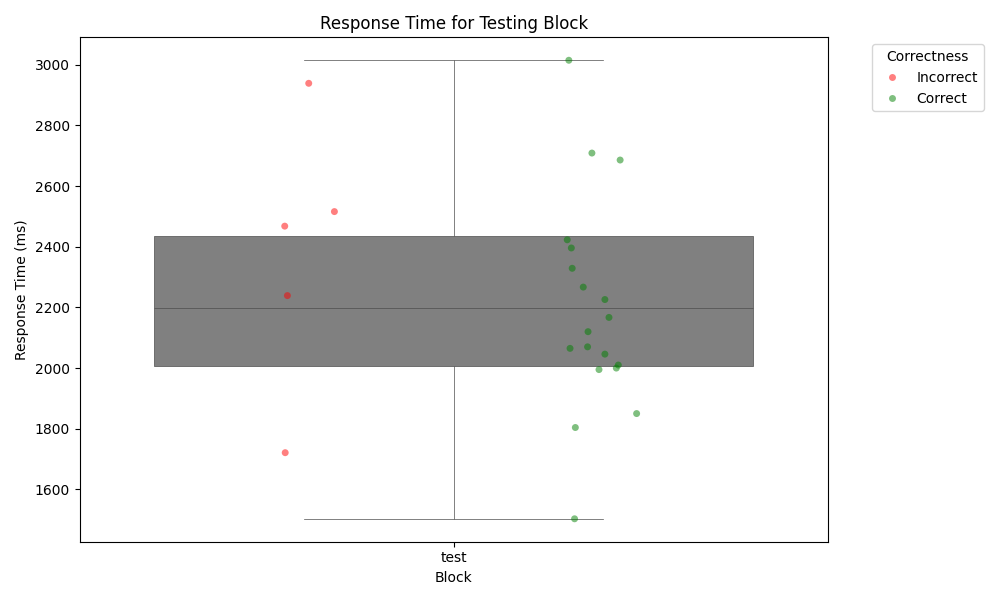 Response Time for Testing Block
Correctness
Incorrect
Correct
Response Time (ms)
3000
2800
2600
2400
2200
2000
1800
1600
test
Block